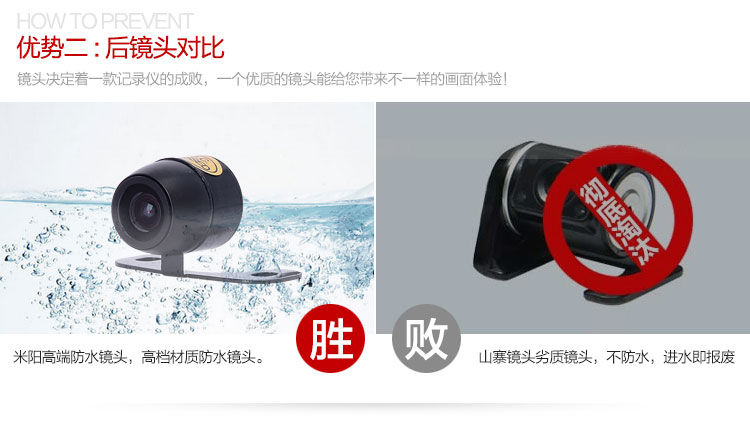 HOW TO PREVENT
优势二：后镜头对比
镜头决定着一款记录仪的成败，一个优质的镜头能给您带来不一样的画面体验！
彻底淘汰
胜
败
米阳高端防水镜头，高档材质防水镜头。
山寨镜头劣质镜头，不防水，进水即报废